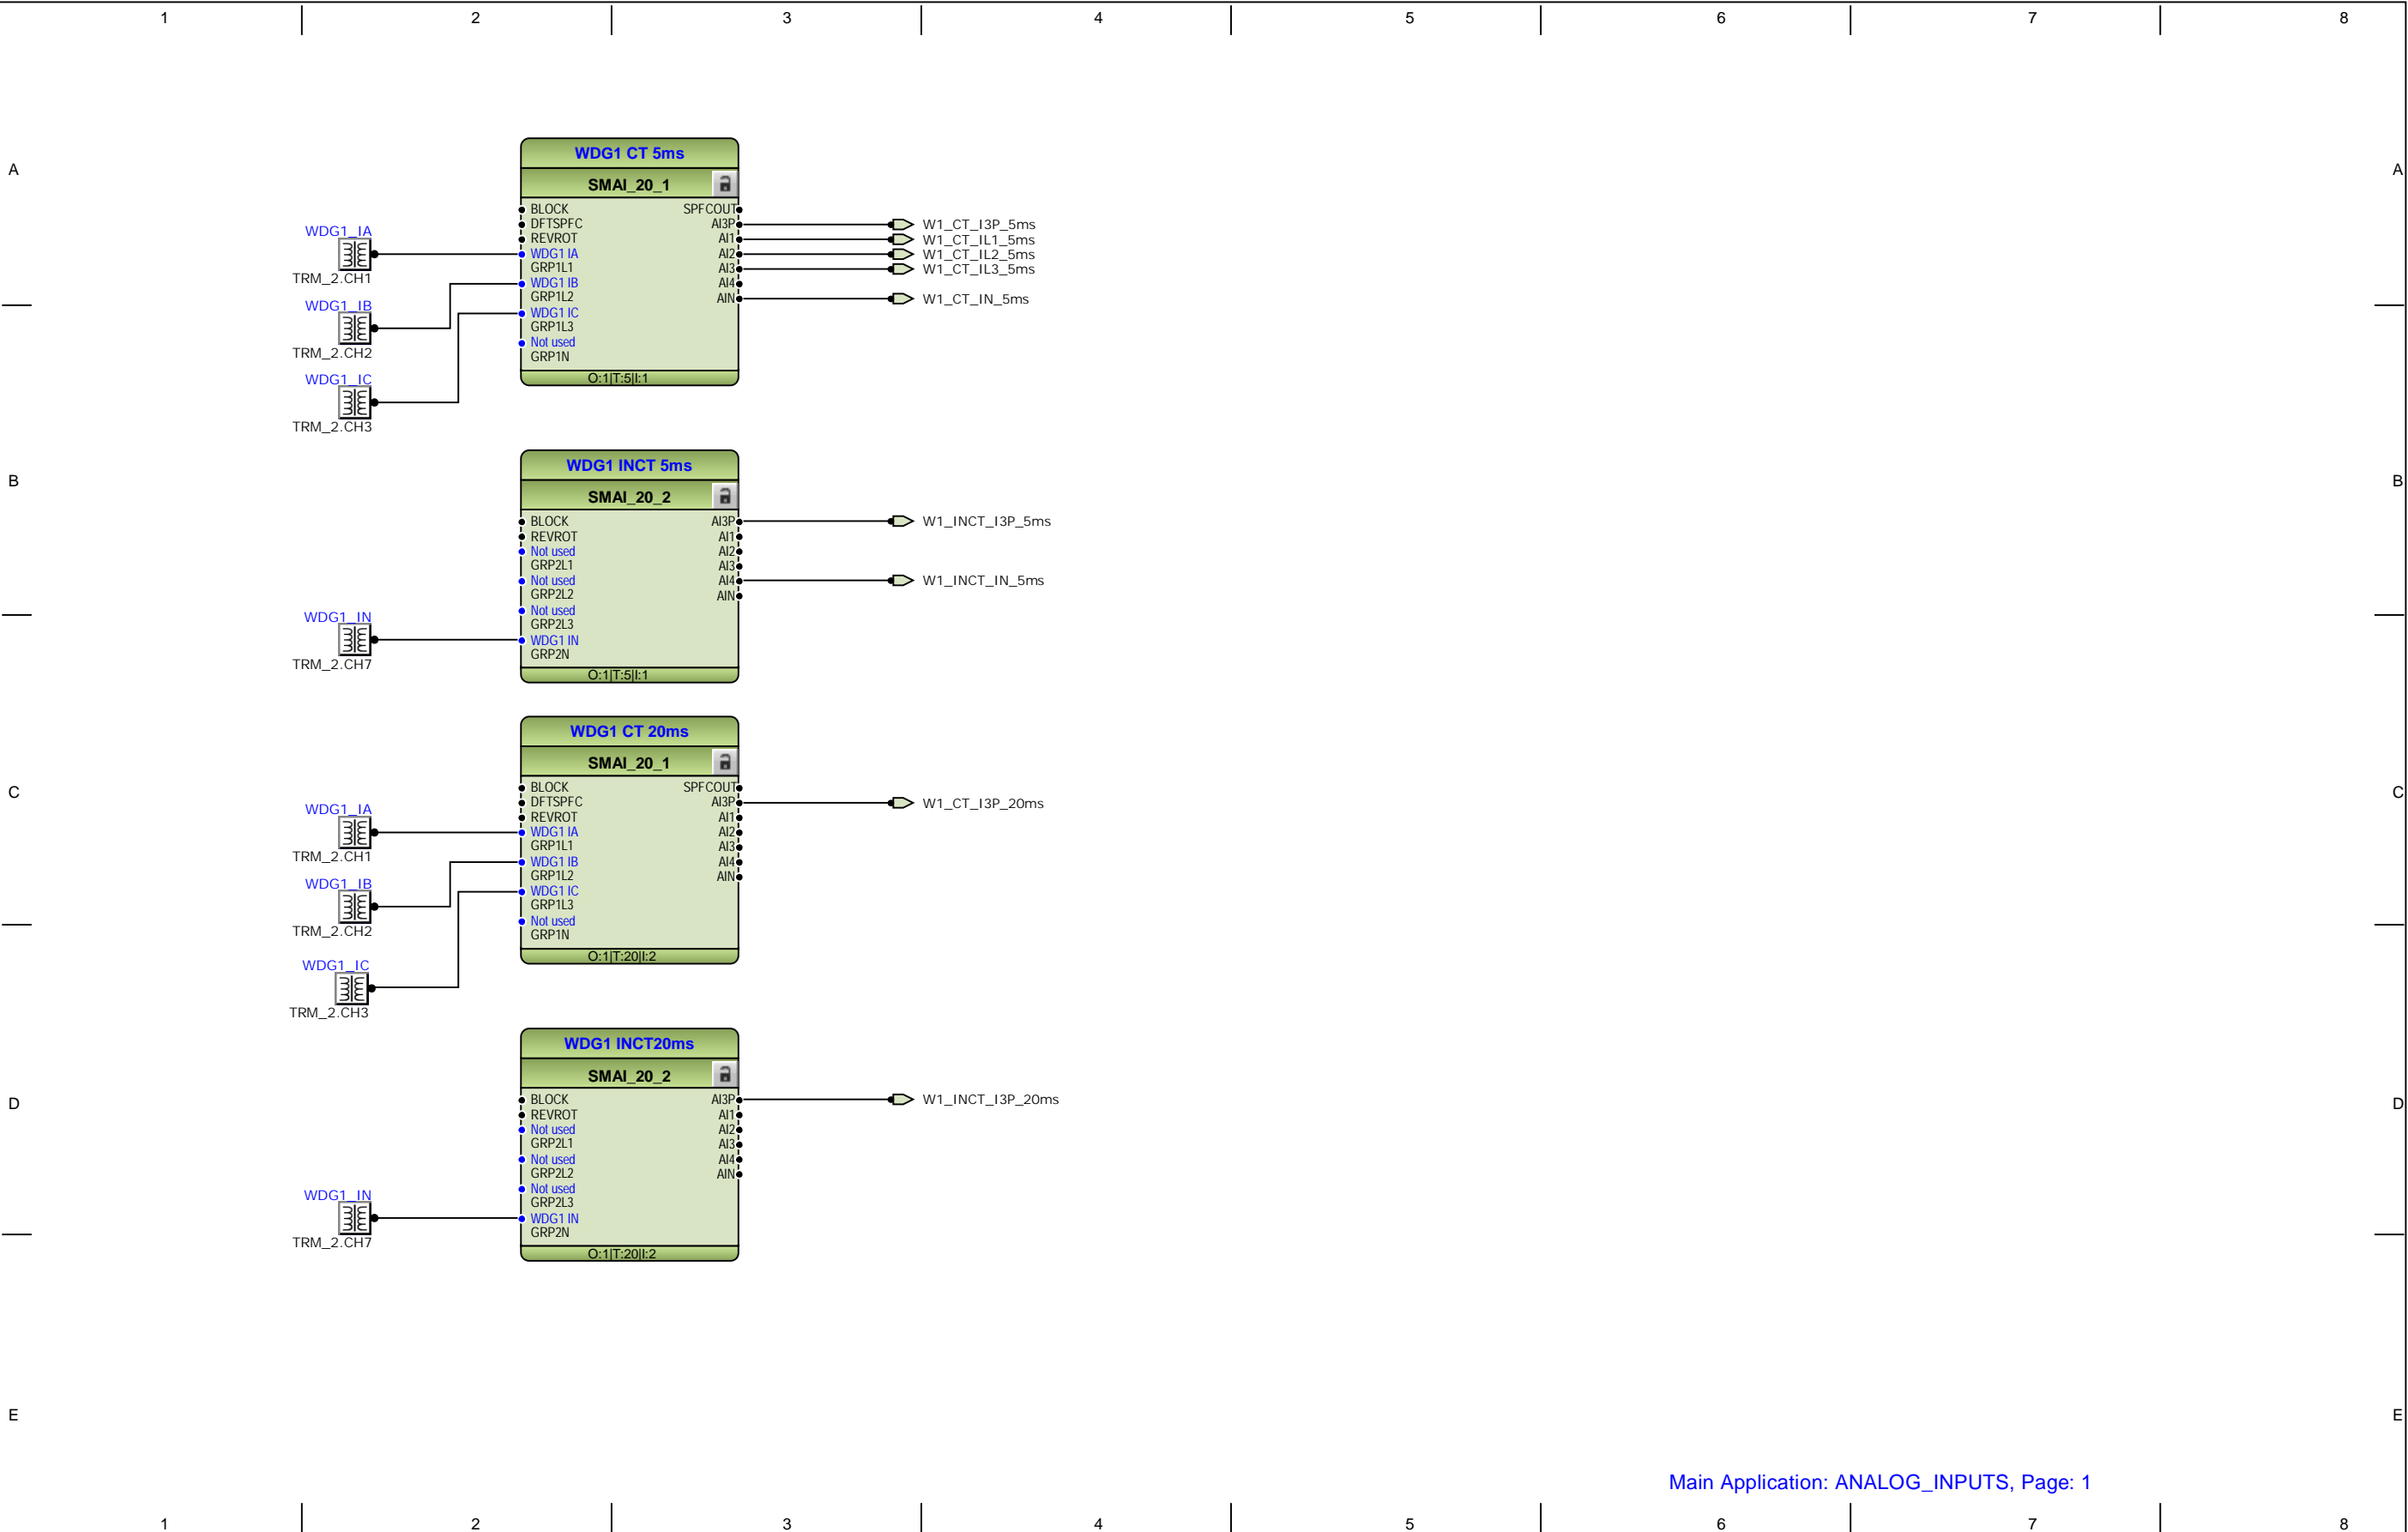 1 2 3 4 5 6 7 8
A A
WDG1 CT 5ms
SMAI_20_1
BLOCK SPFCOUT
DFTSPFC AI3P W1_CT_I3P_5ms
REVROT AI1 W1_CT_IL1_5ms
WDG1_IA
WDG1 IA AI2 W1_CT_IL2_5ms
GRP1L1 AI3 W1_CT_IL3_5ms
TRM_2.CH1
WDG1 IB AI4
GRP1L2 AIN W1_CT_IN_5ms
WDG1_IB
WDG1 IC
GRP1L3
Not used
TRM_2.CH2
GRP1N
WDG1_IC
O:1|T:5|I:1
TRM_2.CH3
WDG1 INCT 5ms
B B
SMAI_20_2
BLOCK AI3P W1_INCT_I3P_5ms
REVROT AI1
Not used AI2
GRP2L1 AI3
Not used AI4 W1_INCT_IN_5ms
GRP2L2 AIN
Not used
WDG1_IN
GRP2L3
WDG1 IN
GRP2N
TRM_2.CH7
O:1|T:5|I:1
WDG1 CT 20ms
SMAI_20_1
BLOCK SPFCOUT
C C
DFTSPFC AI3P W1_CT_I3P_20ms
WDG1_IA
REVROT AI1
WDG1 IA AI2
GRP1L1 AI3
TRM_2.CH1
WDG1 IB AI4
GRP1L2 AIN
WDG1_IB
WDG1 IC
GRP1L3
Not used
TRM_2.CH2
GRP1N
O:1|T:20|I:2
WDG1_IC
TRM_2.CH3
WDG1 INCT20ms
SMAI_20_2
BLOCK AI3P W1_INCT_I3P_20ms
D D
REVROT AI1
Not used AI2
GRP2L1 AI3
Not used AI4
GRP2L2 AIN
Not used
WDG1_IN
GRP2L3
WDG1 IN
GRP2N
TRM_2.CH7
O:1|T:20|I:2
E E
Main Application: ANALOG_INPUTS, Page: 1
1 2 3 4 5 6 7 8